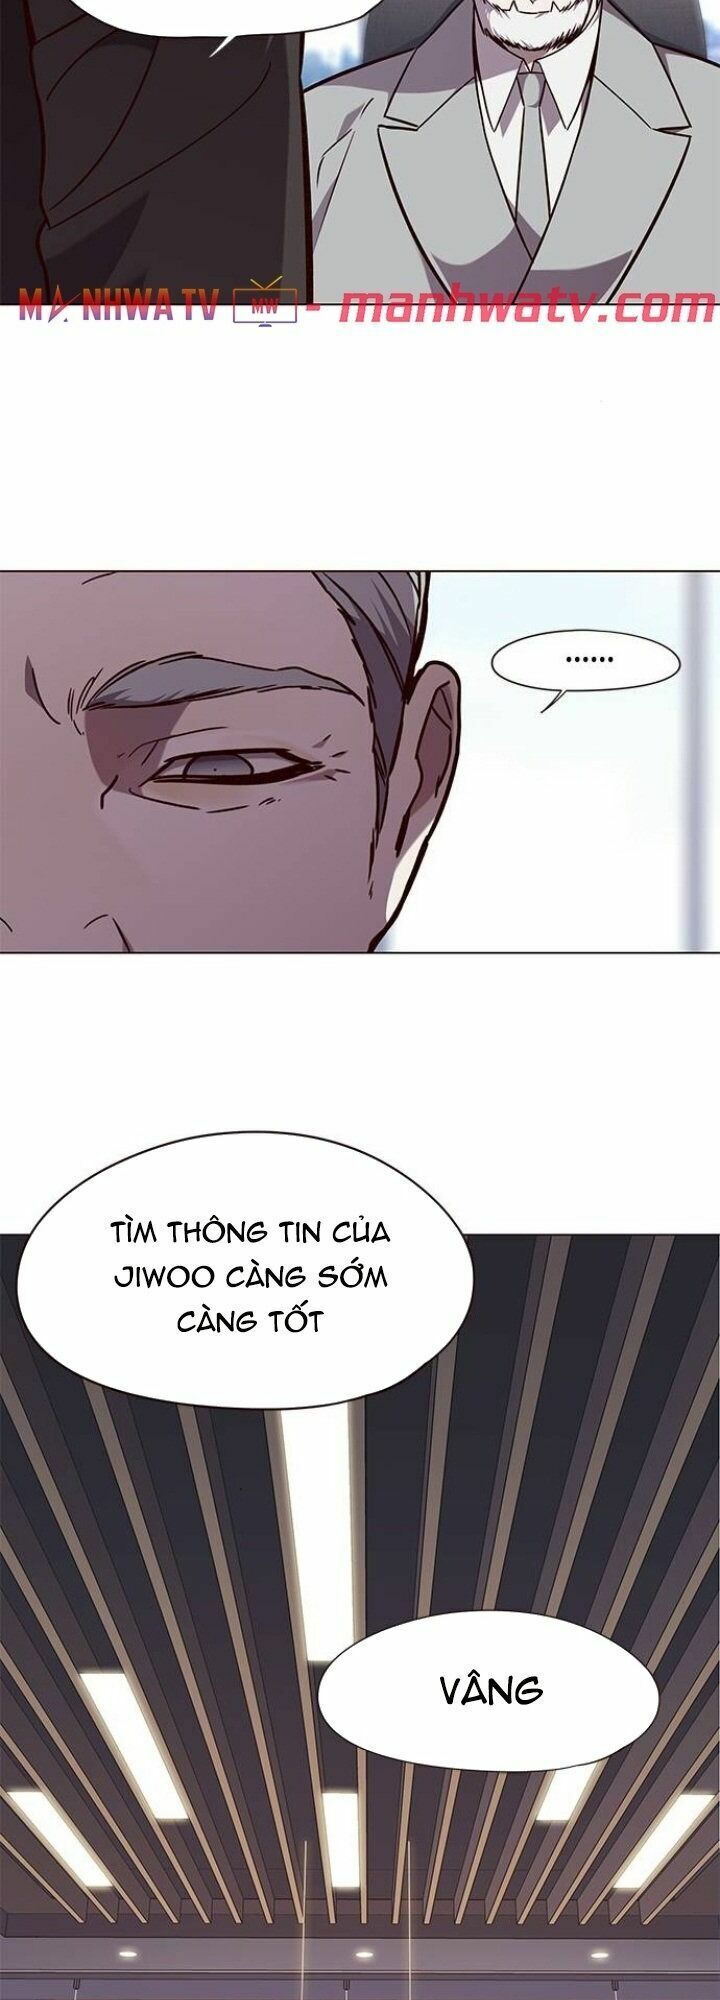 MANHWA TV MW - manhwatv.com
......
TÌM THÔNG TIN CỦA
JIWOO CÀNG SỚM
CÀNG TỐT
VÂNG